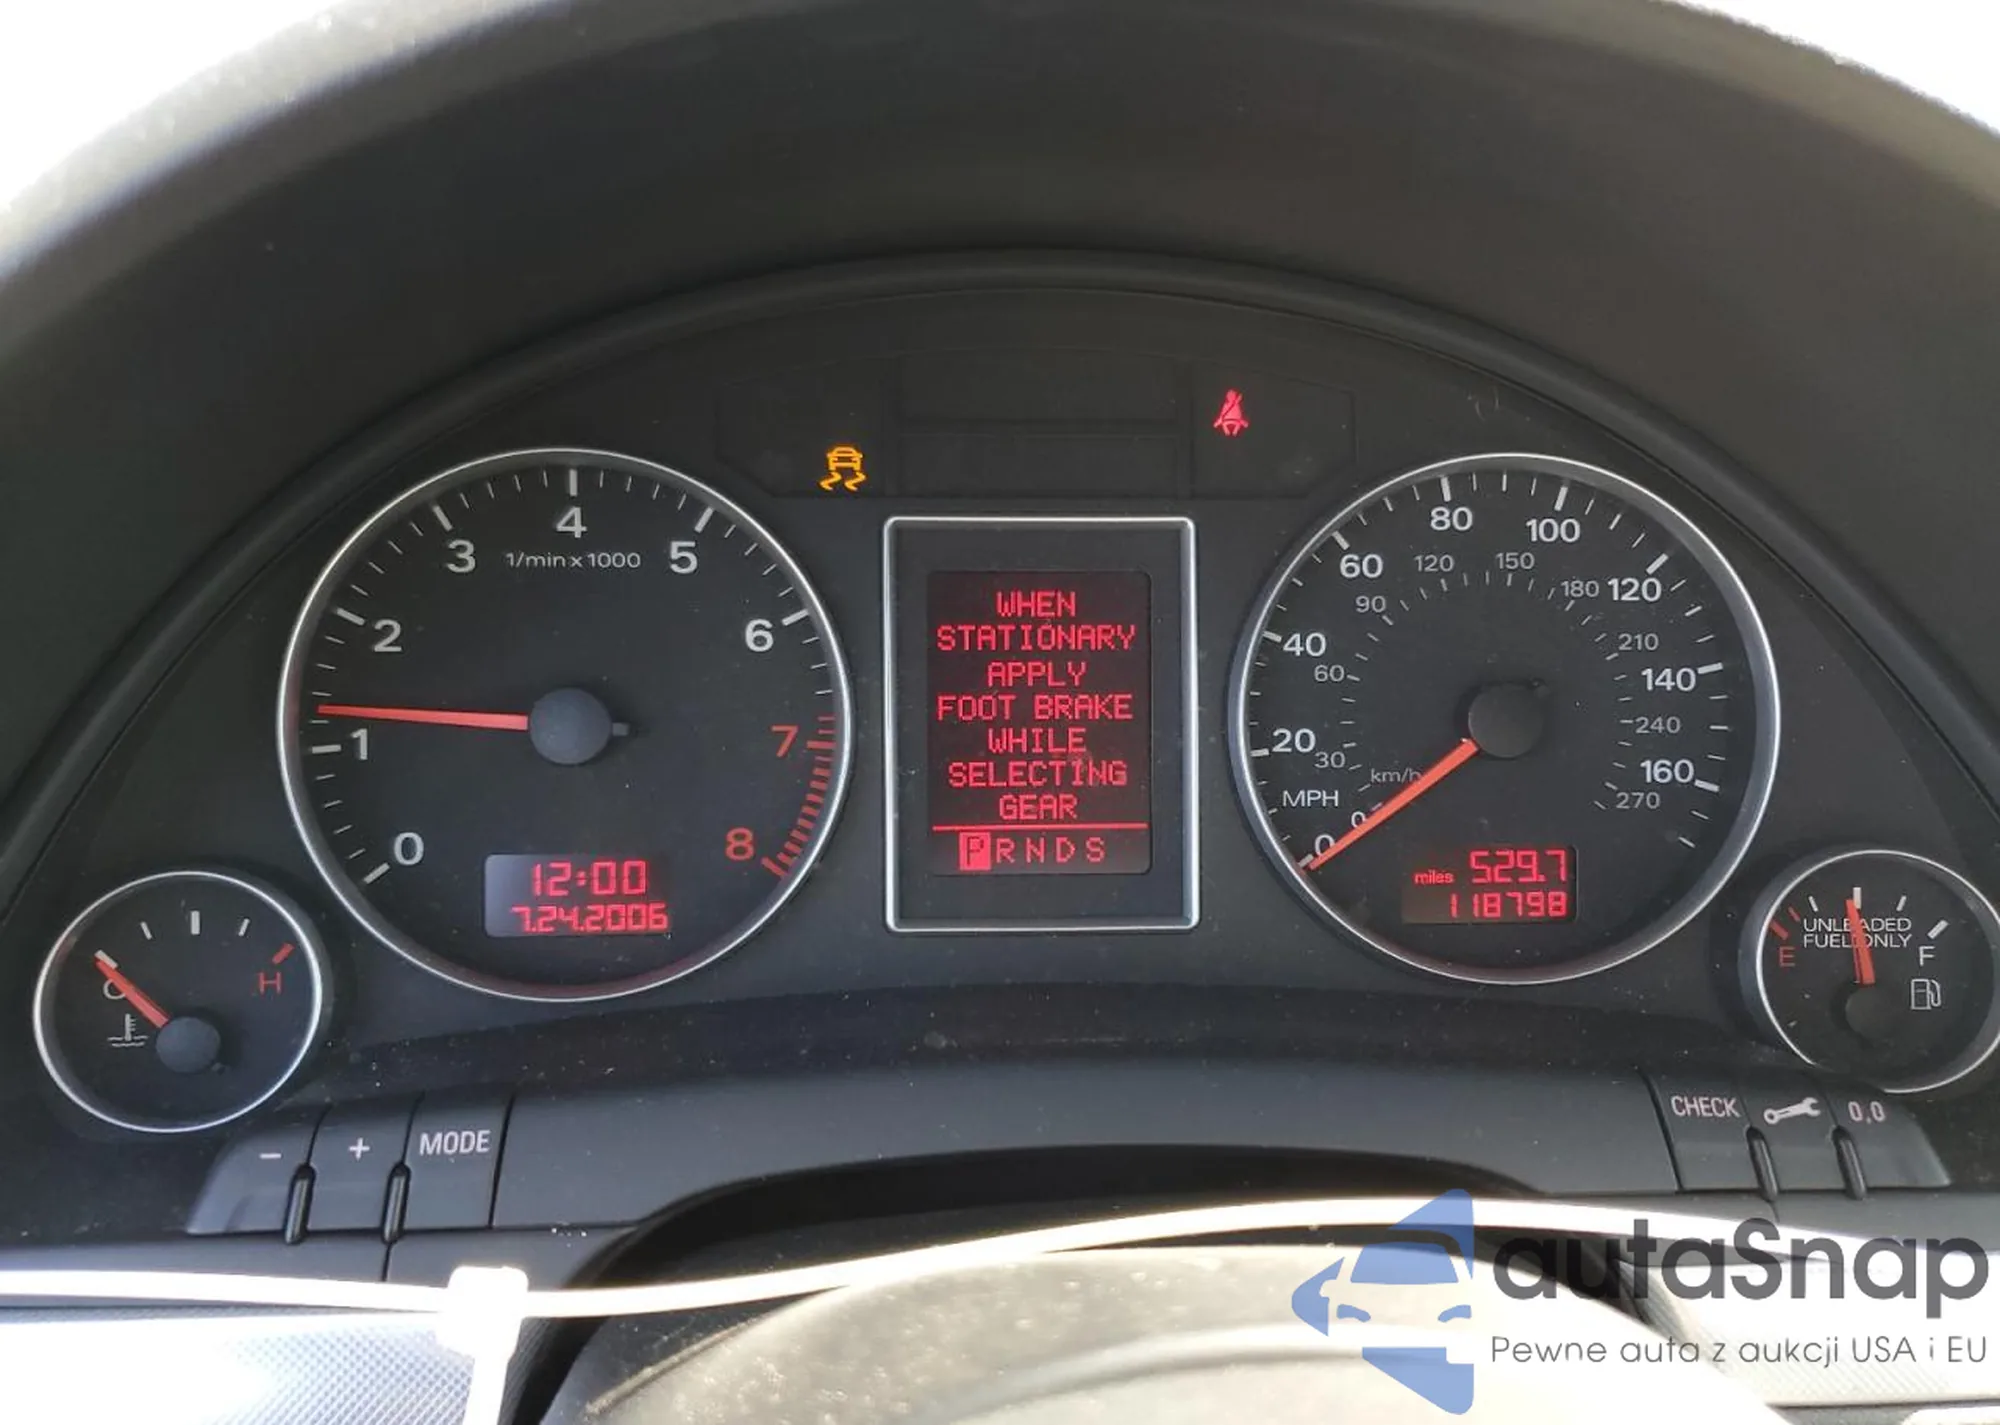 4
3
5
1/min x 1000
2
6
1
7
0
8
12:00
7.24.2006
WHEN
STATIONARY
APPLY
FOOT BRAKE
WHILE
SELECTING
GEAR
P R N D S
80
100
60
120
150
120
90
180
40
60
210
140
20
30
240
160
270
km/h
MPH
0
0
miles 529.7
118798
C
H
UNLEADED
FUEL ONLY
E
F
- + MODE
CHECK
0.0
autaSnap
Pewne auta z aukcji USA i EU